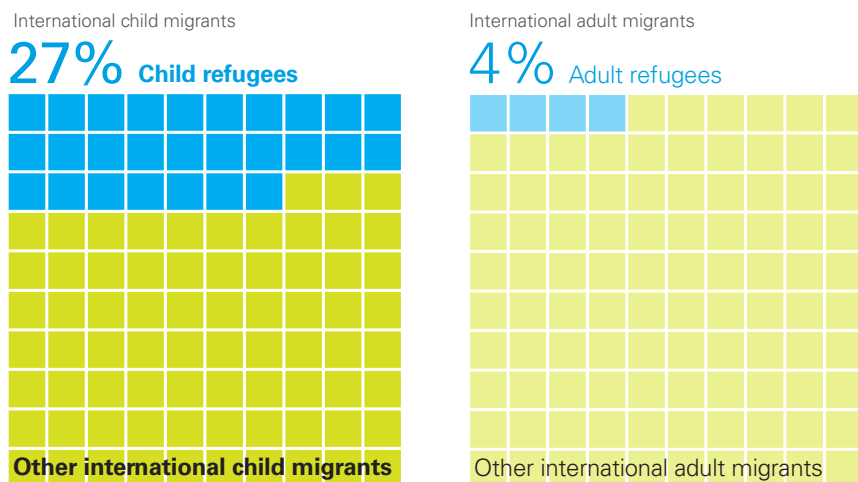 International child migrants
27% Child refugees
Other international child migrants
International adult migrants
4% Adult refugees
Other international adult migrants